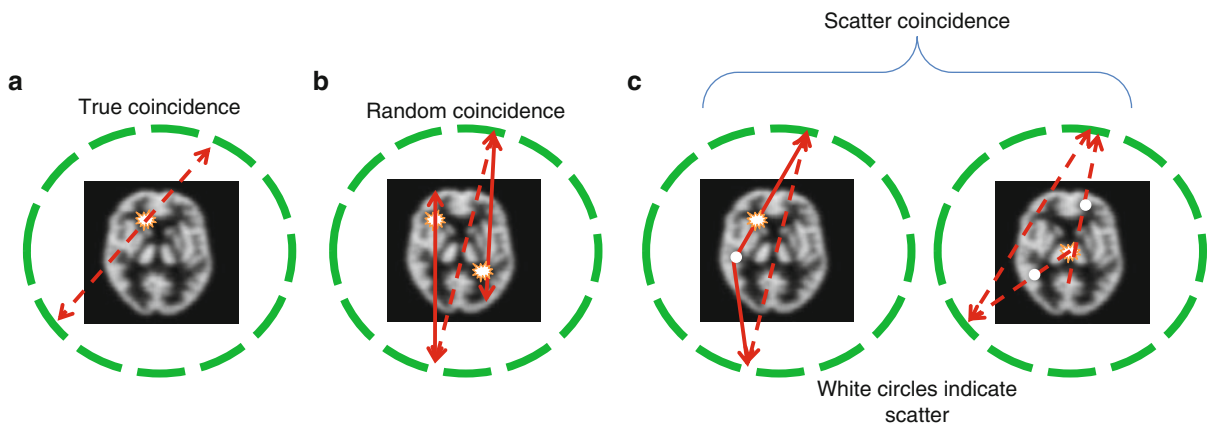 Scatter coincidence
a
b
c
True coincidence
Random coincidence
White circles indicate
scatter